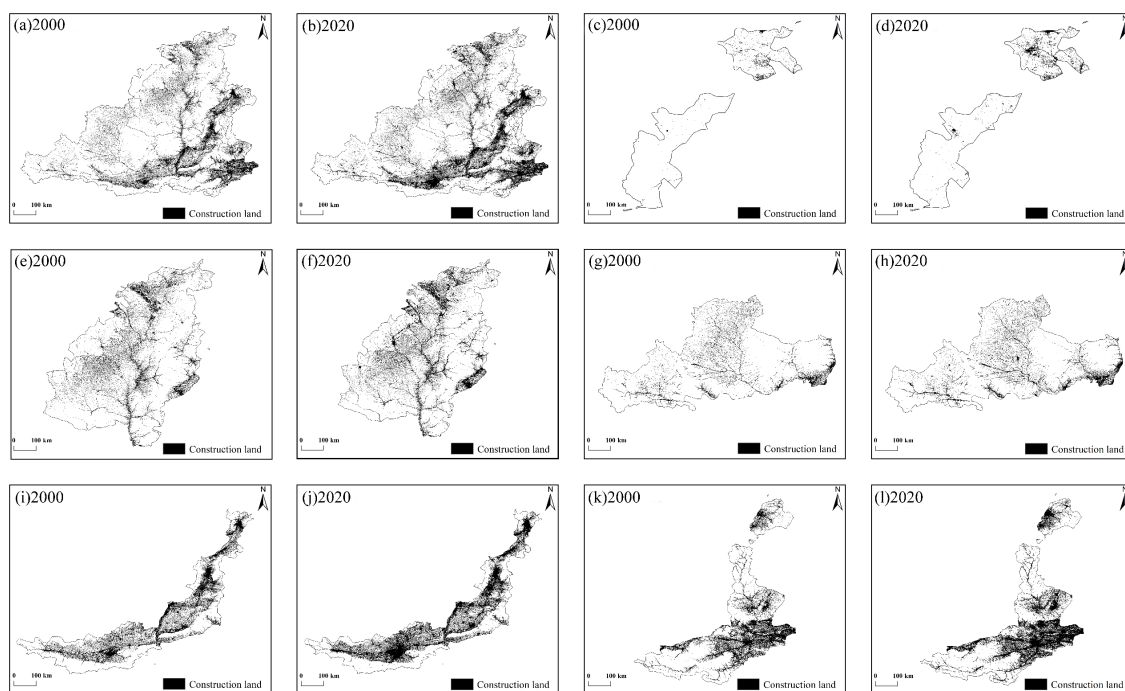 (a)2000
N
0 100 km
Construction land
(b)2020
N
0 100 km
Construction land
(c)2000
N
0 100 km
Construction land
(d)2020
N
0 100 km
Construction land
(e)2000
N
0 100 km
Construction land
(f)2020
N
0 100 km
Construction land
(g)2000
N
0 100 km
Construction land
(h)2020
N
0 100 km
Construction land
(i)2000
N
0 100 km
Construction land
(j)2020
N
0 100 km
Construction land
(k)2000
N
0 100 km
Construction land
(l)2020
N
0 100 km
Construction land